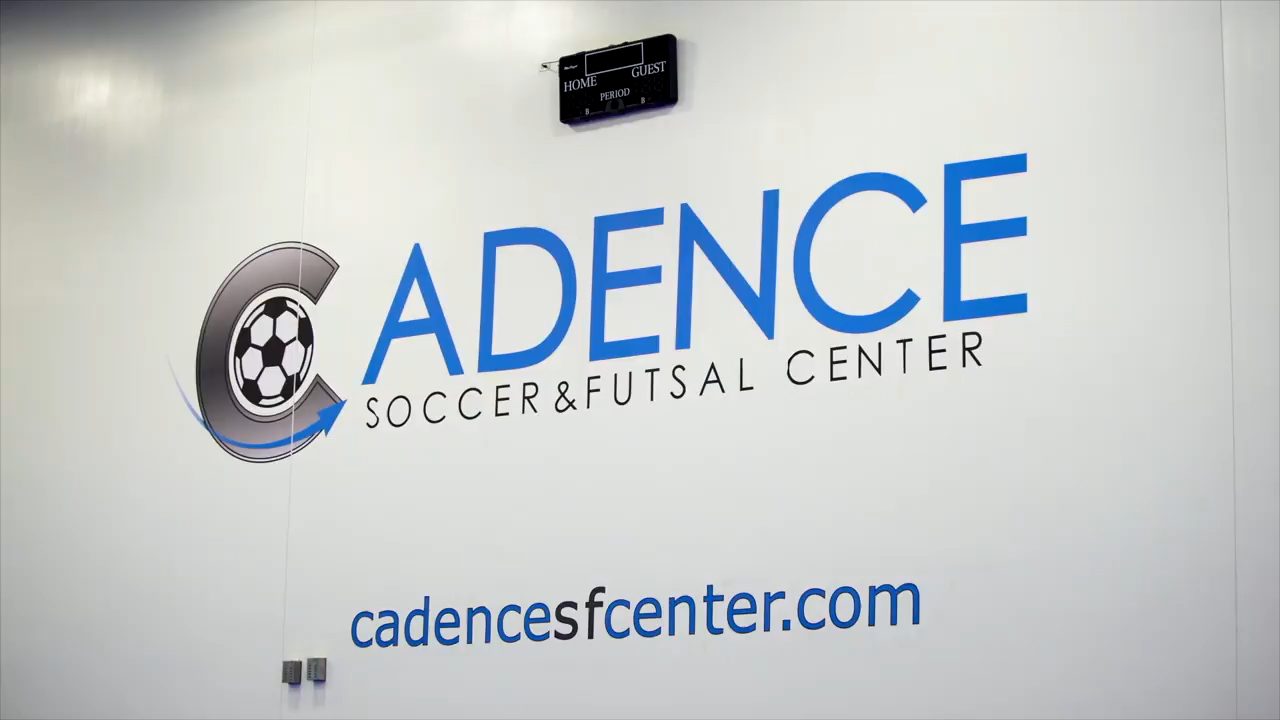 HOME GUEST
PERIOD
B B
CADENCE
SOCCER&FUTSAL CENTER
cadencesfcenter.com